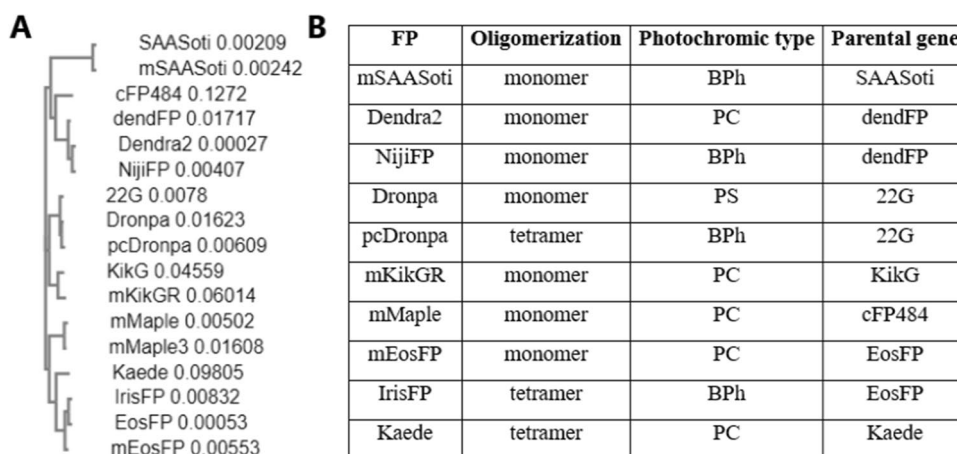 A
SAASoti 0.00209
mSAASoti 0.00242
cFP484 0.1272
dendFP 0.01717
Dendra2 0.00027
NijiFP 0.00407
22G 0.0078
Dronpa 0.01623
pcDronpa 0.00609
KikG 0.04559
mKikGR 0.06014
mMaple 0.00502
mMaple3 0.01608
Kaede 0.09805
IrisFP 0.00832
EosFP 0.00053
mEosFP 0.00553
B
FP Oligomerization Photochromic type Parental gene
mSAASoti monomer BPh SAASoti
Dendra2 monomer PC dendFP
NijiFP monomer BPh dendFP
Dronpa monomer PS 22G
pcDronpa tetramer BPh 22G
mKikGR monomer PC KikG
mMaple monomer PC cFP484
mEosFP monomer PC EosFP
IrisFP tetramer BPh EosFP
Kaede tetramer PC Kaede